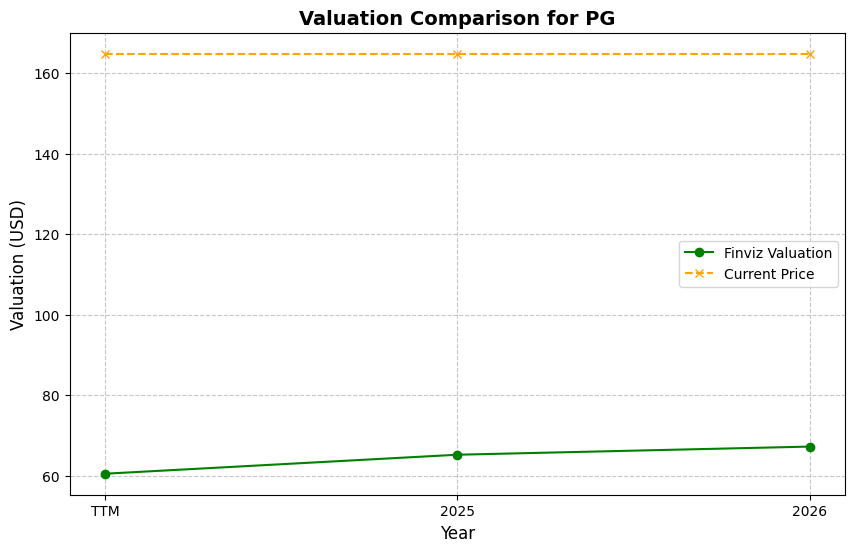 Valuation Comparison for PG
Valuation (USD)
160
140
120
100
80
60
Finviz Valuation
Current Price
TTM
2025
2026
Year